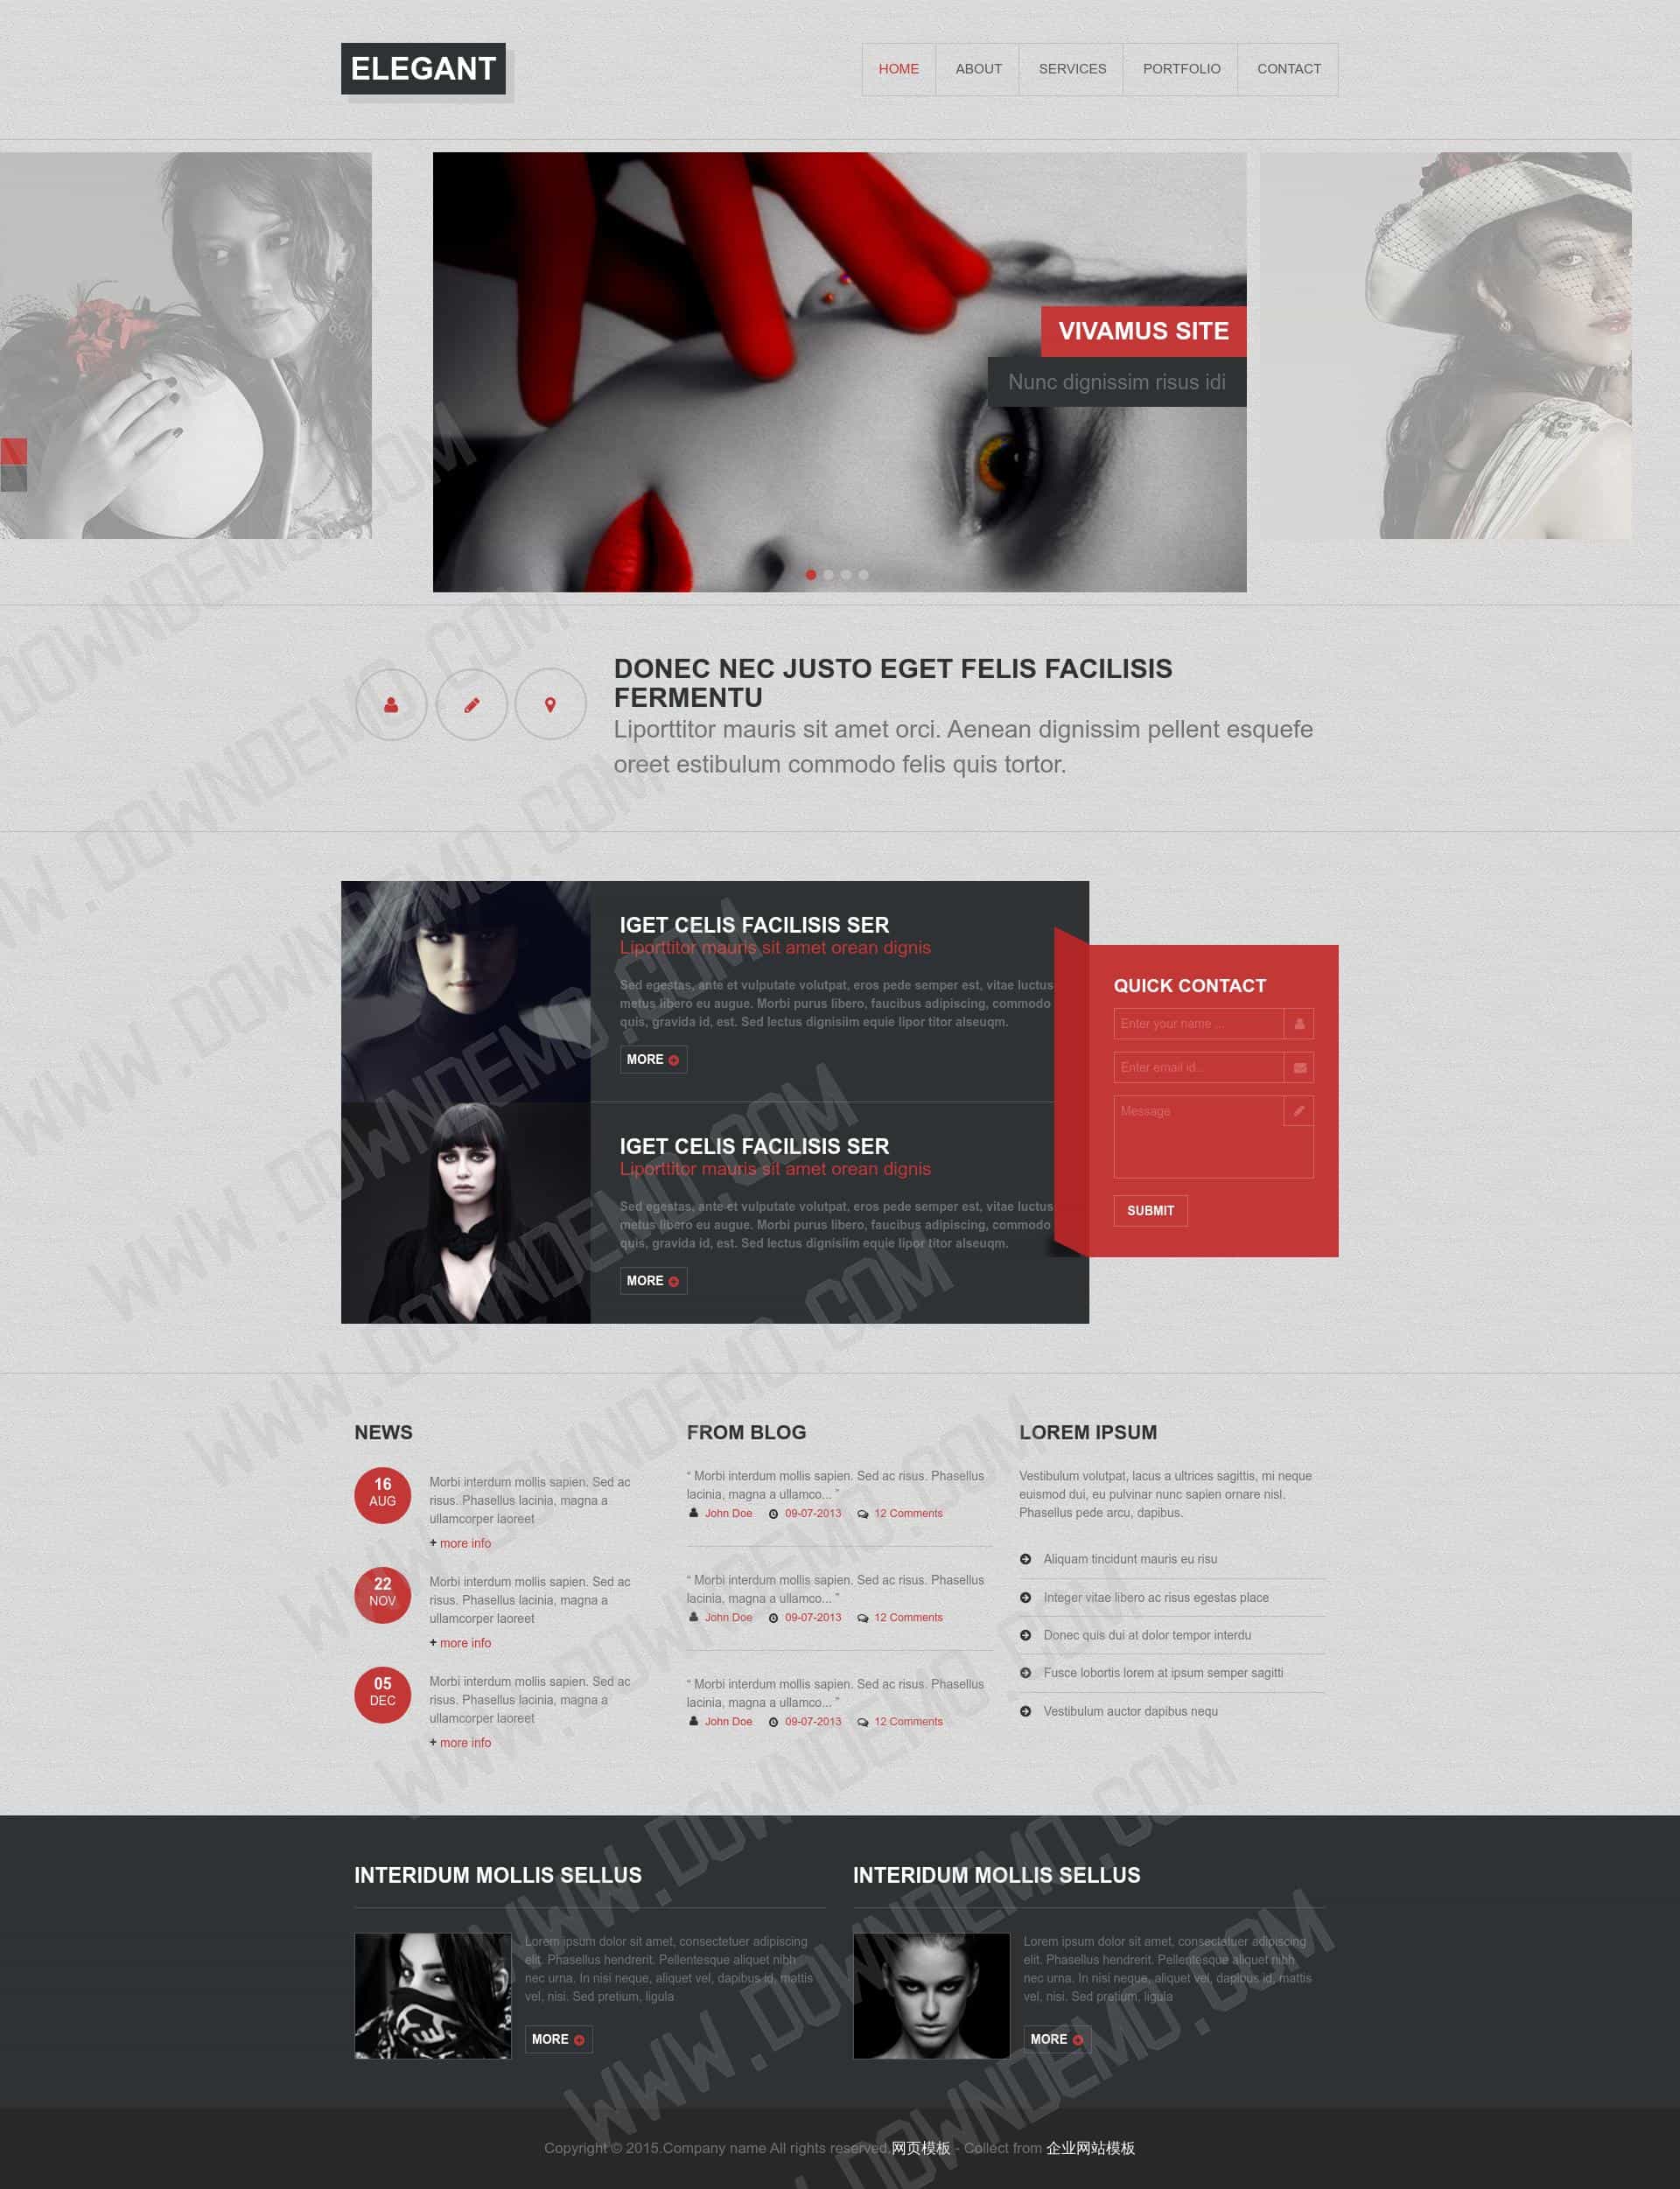 ELEGANT
HOME ABOUT SERVICES PORTFOLIO CONTACT
VIVAMUS SITE
Nunc dignissim risus idi
DONEC NEC JUSTO EGET FELIS FACILISIS
FERMENTU
Liporttitor mauris sit amet orci. Aenean dignissim pellent esquefe
oreet estibulum commodo felis quis tortor.
IGET CELIS FACILISIS SER
Liporttitor mauris sit amet orean dignis
Sed egestas, ante et vulputate volutpat, eros pede semper est, vitae luctus
metus libero eu augue. Morbi purus libero, faucibus adipiscing, commodo
quis, gravida id, est. Sed lectus dignisiim equie lipor titor alseuqm.
MORE
IGET CELIS FACILISIS SER
Liporttitor mauris sit amet orean dignis
Sed egestas, ante et vulputate volutpat, eros pede semper est, vitae luctus
metus libero eu augue. Morbi purus libero, faucibus adipiscing, commodo
quis, gravida id, est. Sed lectus dignisiim equie lipor titor alseuqm.
MORE
QUICK CONTACT
Enter your name ...
Enter email id..
Message
SUBMIT
NEWS
16
AUG
Morbi interdum mollis sapien. Sed ac
risus. Phasellus lacinia, magna a
ullamcorper laoreet
+ more info
22
NOV
Morbi interdum mollis sapien. Sed ac
risus. Phasellus lacinia, magna a
ullamcorper laoreet
+ more info
05
DEC
Morbi interdum mollis sapien. Sed ac
risus. Phasellus lacinia, magna a
ullamcorper laoreet
+ more info
FROM BLOG
“ Morbi interdum mollis sapien. Sed ac risus. Phasellus
lacinia, magna a ullamco... ”
John Doe 09-07-2013 12 Comments
“ Morbi interdum mollis sapien. Sed ac risus. Phasellus
lacinia, magna a ullamco... ”
John Doe 09-07-2013 12 Comments
“ Morbi interdum mollis sapien. Sed ac risus. Phasellus
lacinia, magna a ullamco... ”
John Doe 09-07-2013 12 Comments
LOREM IPSUM
Vestibulum volutpat, lacus a ultrices sagittis, mi neque
euismod dui, eu pulvinar nunc sapien ornare nisl.
Phasellus pede arcu, dapibus.
Aliquam tincidunt mauris eu risu
Integer vitae libero ac risus egestas place
Donec quis dui at dolor tempor interdu
Fusce lobortis lorem at ipsum semper sagitti
Vestibulum auctor dapibus nequ
INTERIDUM MOLLIS SELLUS
Lorem ipsum dolor sit amet, consectetuer adipiscing
elit. Phasellus hendrerit. Pellentesque aliquet nibh
nec urna. In nisi neque, aliquet vel, dapibus id, mattis
vel, nisi. Sed pretium, ligula
MORE
INTERIDUM MOLLIS SELLUS
Lorem ipsum dolor sit amet, consectetuer adipiscing
elit. Phasellus hendrerit. Pellentesque aliquet nibh
nec urna. In nisi neque, aliquet vel, dapibus id, mattis
vel, nisi. Sed pretium, ligula
MORE
Copyright © 2015.Company name All rights reserved.网页模板 - Collect from 企业网站模板
WWW.DOWNDEMO.COM